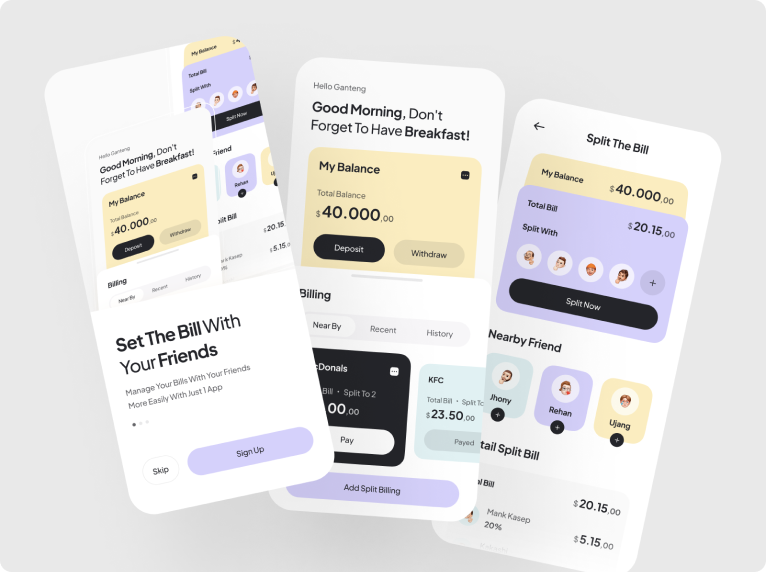 My Balance
Total Bill
Split With
Split Now
Hello Ganteng
Good Morning, Don't
Forget To Have Breakfast!
My Balance
Total Balance
$40.000,00
Deposit
Withdraw
Billing
Near By
Recent
History
Friend
Rehan
Split Bill
$20.15
Mank Kasep
$5.15,
Set The Bill With
Your Friends
Manage Your Bills With Your Friends
More Easily With Just 1 App
Skip
Sign Up
Hello Ganteng
Good Morning, Don't
Forget To Have Breakfast!
My Balance
Total Balance
$40.000,00
Deposit
Withdraw
Billing
Near By
Recent
History
cDonals
Bill • Split To 2
00,00
Pay
KFC
Total Bill • Split To
$23.50,00
Payed
Add Split Billing
Split The Bill
My Balance
$40.000,00
Total Bill
$20.15,00
Split With
+
Split Now
Nearby Friend
Jhony
+
Rehan
+
Ujang
+
tail Split Bill
al Bill
$20.15,00
Mank Kasep
20%
$5.15,00